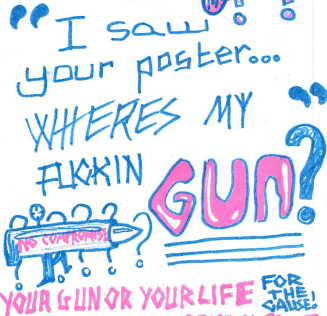 “I saw
your poster...
WHERES MY
FUCKIN
GUN?”
NO COMPROMISE
YOUR GUN OR YOUR LIFE
FOR
THE
CAUSE!